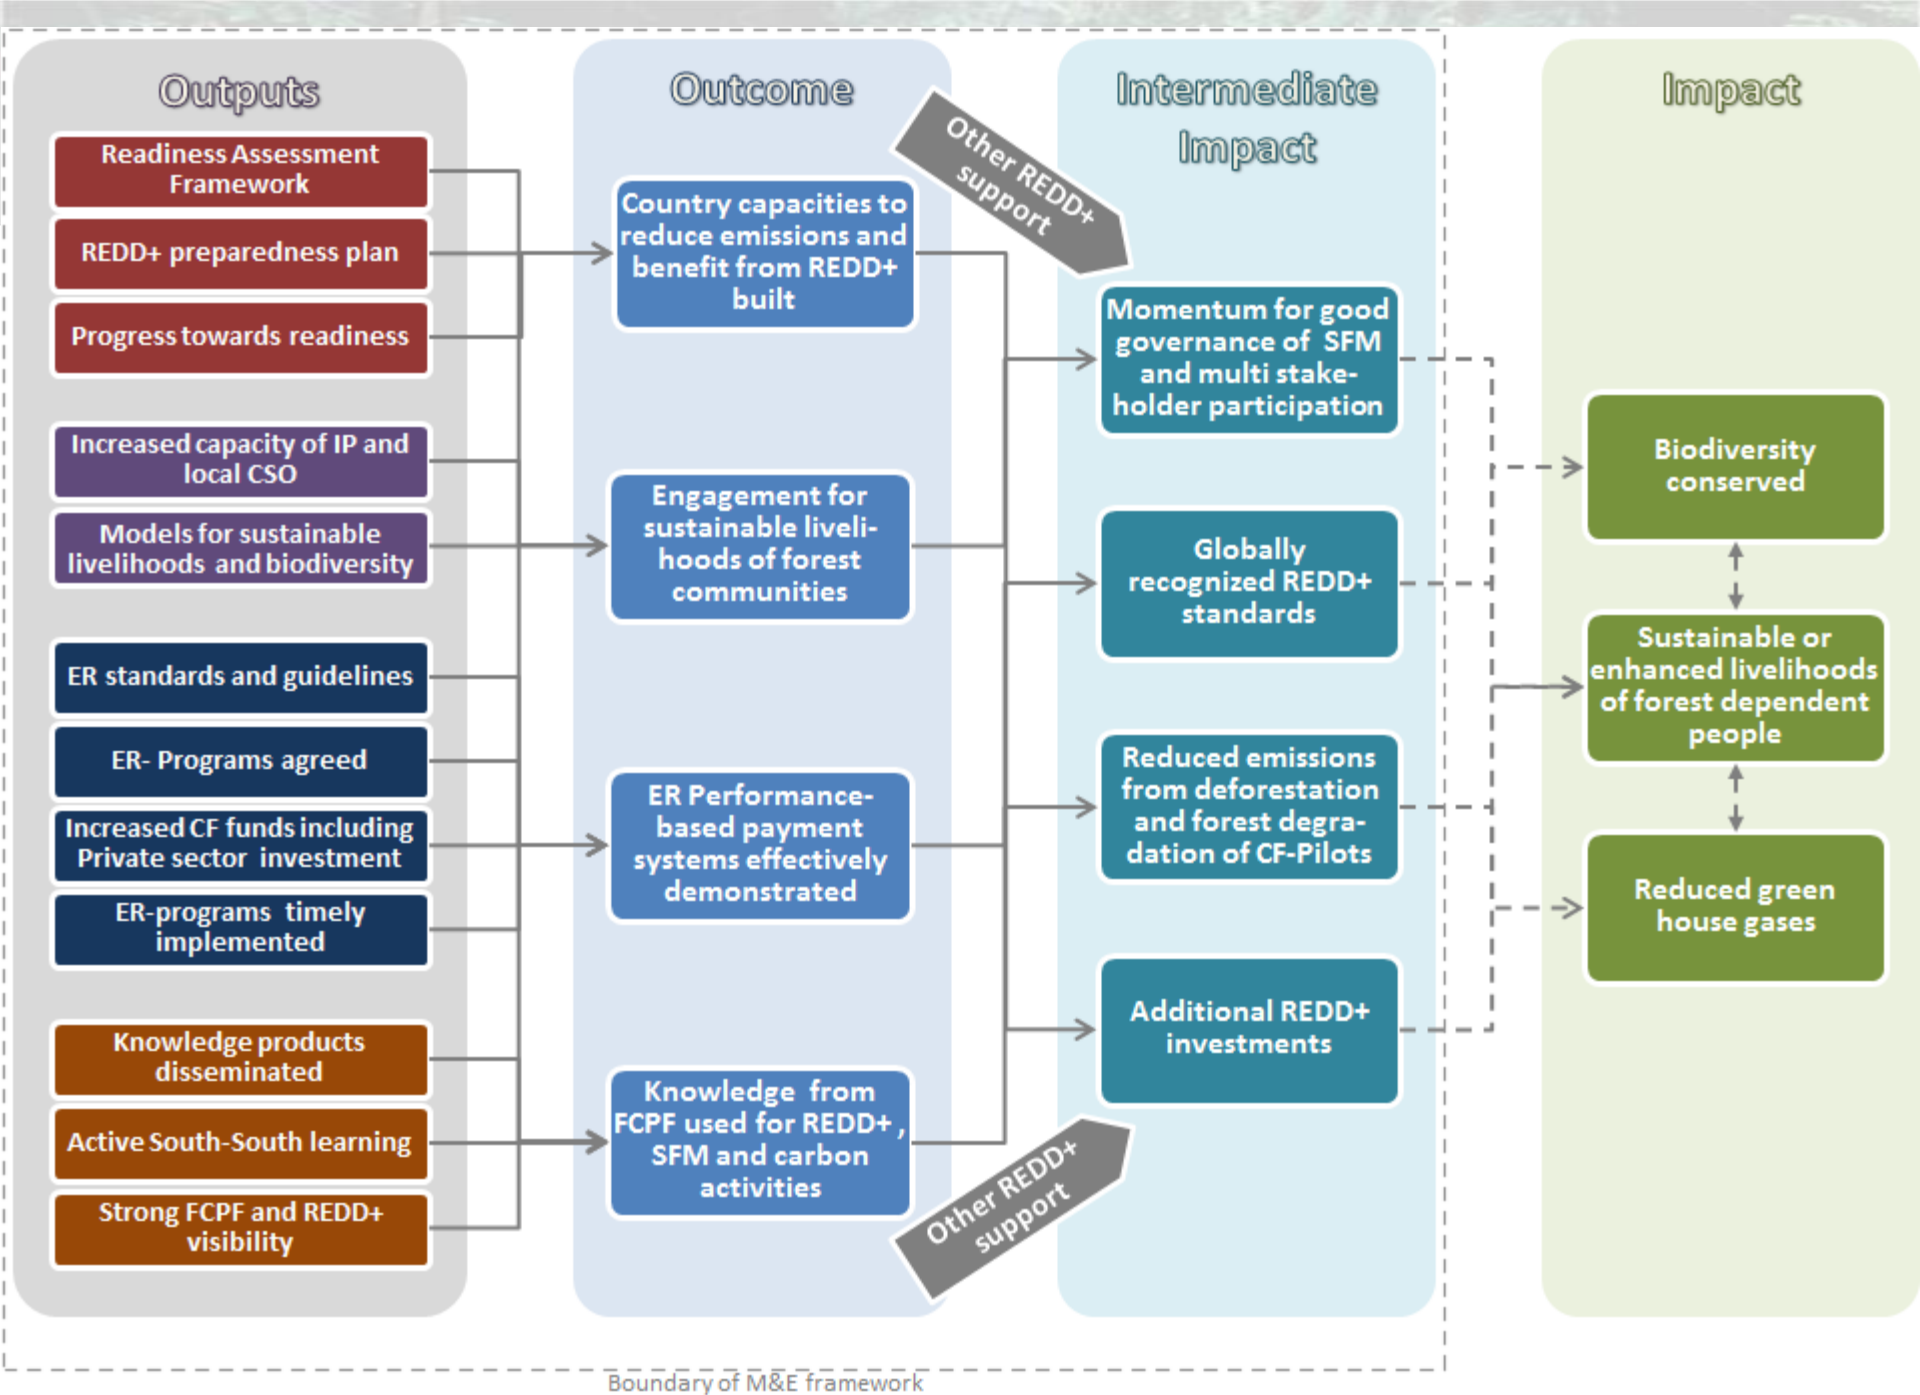 Outputs
Readiness Assessment
Framework
REDD+ preparedness plan
Progress towards readiness
Increased capacity of IP and
local CSO
Models for sustainable
livelihoods and biodiversity
ER standards and guidelines
ER- Programs agreed
Increased CF funds including
Private sector investment
ER-programs timely
implemented
Knowledge products
disseminated
Active South-South learning
Strong FCPF and REDD+
visibility
Outcome
Country capacities to
reduce emissions and
benefit from REDD+
built
Engagement for
sustainable liveli-
hoods of forest
communities
ER Performance-
based payment
systems effectively
demonstrated
Knowledge from
FCPF used for REDD+ ,
SFM and carbon
activities
Other REDD+
support
Intermediate
Impact
Momentum for good
governance of SFM
and multi stake-
holder participation
Globally
recognized REDD+
standards
Reduced emissions
from deforestation
and forest degra-
dation of CF-Pilots
Additional REDD+
investments
Other REDD+
support
Impact
Biodiversity
conserved
Sustainable or
enhanced livelihoods
of forest dependent
people
Reduced green
house gases
Boundary of M&E framework